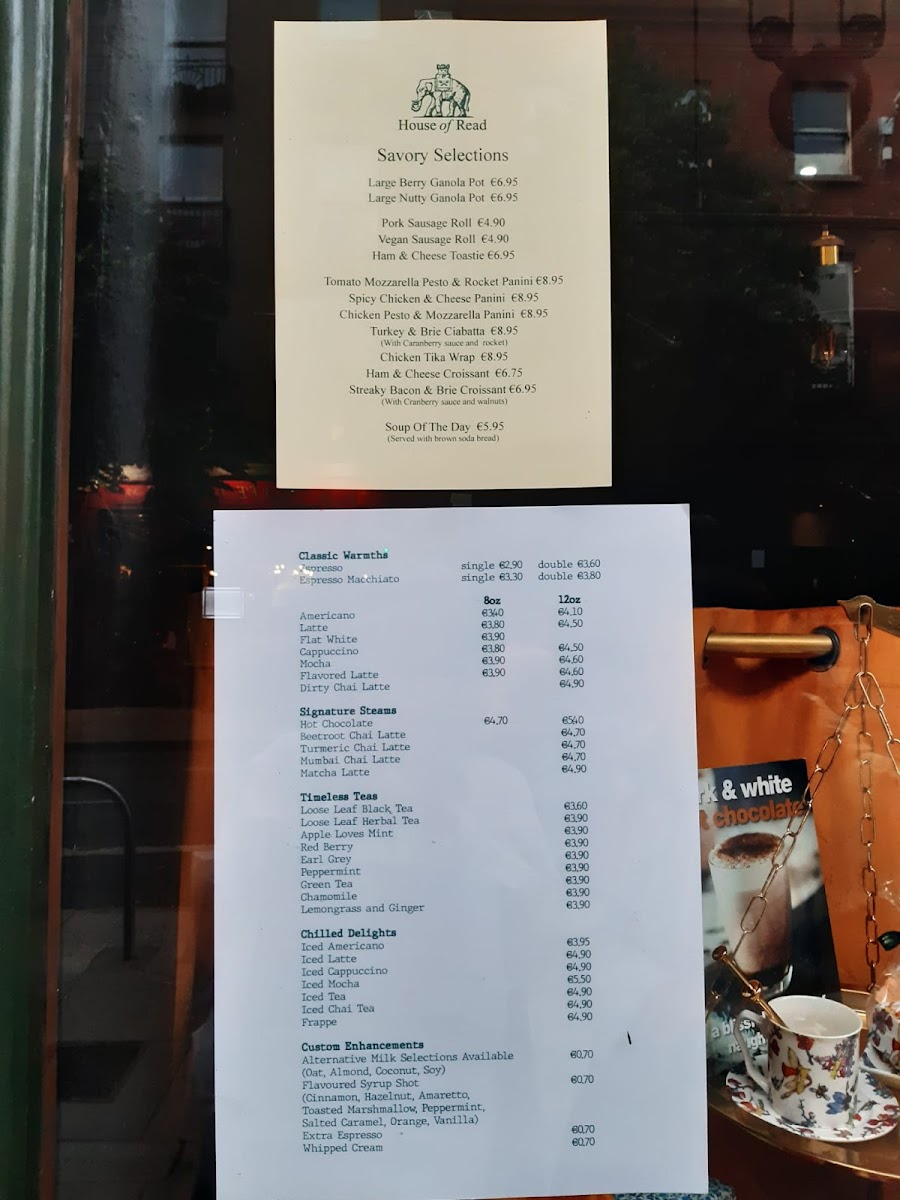 House of Read
Savory Selections
Large Berry Ganola Pot €6.95
Large Nutty Ganola Pot €6.95
Pork Sausage Roll €4.90
Vegan Sausage Roll €4.90
Ham & Cheese Toastie €6.95
Tomato Mozzarella Pesto & Rocket Panini €8.95
Spicy Chicken & Cheese Panini €8.95
Chicken Pesto & Mozzarella Panini €8.95
Turkey & Brie Ciabatta €8.95
(With Caranberry sauce and rocket)
Chicken Tika Wrap €8.95
Ham & Cheese Croissant €6.75
Streaky Bacon & Brie Croissant €6.95
(With Cranberry sauce and walnuts)
Soup Of The Day €5.95
(Served with brown soda bread)
Classic Warmths
Espresso single €2,90 double €3,60
Espresso Macchiato single €3,30 double €3,80
8oz 12oz
Americano €3,40 €4,10
Latte €3,80 €4,50
Flat White €3,90
Cappuccino €3,80 €4,50
Mocha €3,90 €4,60
Flavored Latte €3,90 €4,60
Dirty Chai Latte €4,90
Signature Steams
Hot Chocolate €4,70 €5,40
Beetroot Chai Latte €4,70
Turmeric Chai Latte €4,70
Mumbai Chai Latte €4,70
Matcha Latte €4,90
Timeless Teas
Loose Leaf Black Tea €3,60
Loose Leaf Herbal Tea €3,90
Apple Loves Mint €3,90
Red Berry €3,90
Earl Grey €3,90
Peppermint €3,90
Green Tea €3,90
Chamomile €3,90
Lemongrass and Ginger €3,90
Chilled Delights
Iced Americano €3,95
Iced Latte €4,90
Iced Cappuccino €4,90
Iced Mocha €5,50
Iced Tea €4,90
Iced Chai Tea €4,90
Frappe €4,90
Custom Enhancements
Alternative Milk Selections Available €0,70
(Oat, Almond, Coconut, Soy)
Flavoured Syrup Shot €0,70
(Cinnamon, Hazelnut, Amaretto,
Toasted Marshmallow, Peppermint,
Salted Caramel, Orange, Vanilla)
Extra Espresso €0,70
Whipped Cream €0,70
& white
chocolate